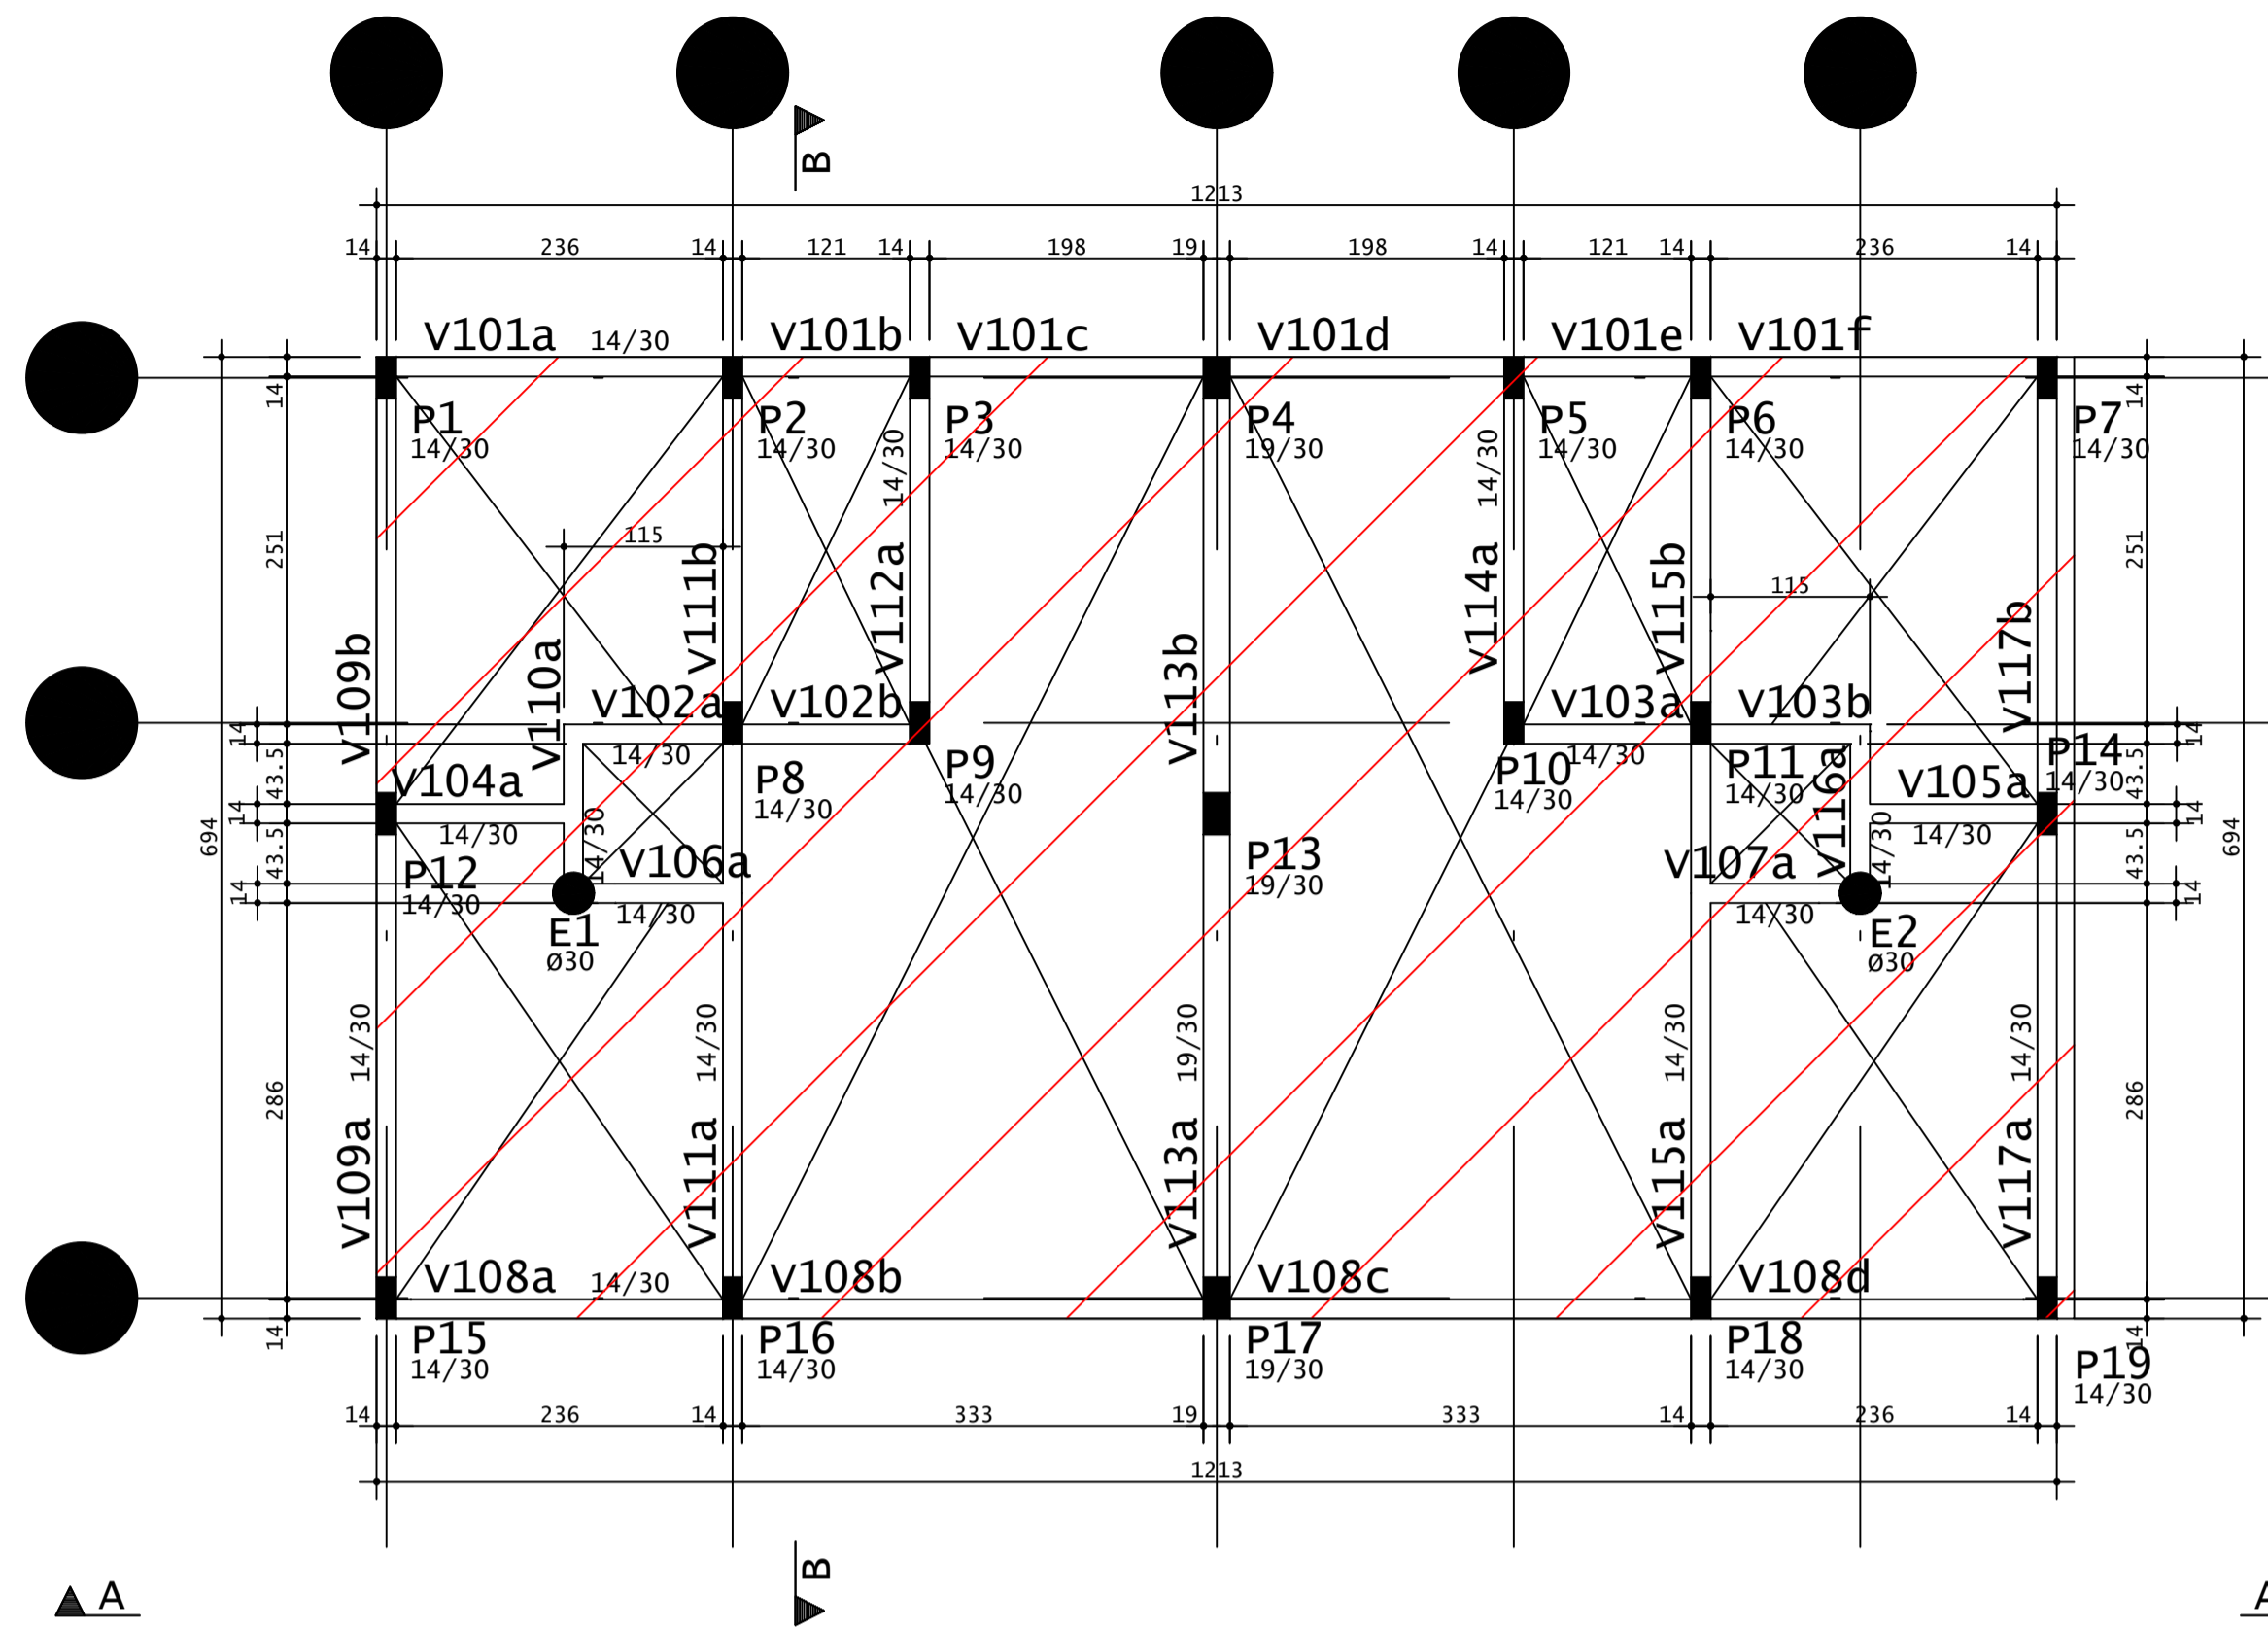 B
1213
14 236 14 121 14 198 19 198 14 121 14 236 14
V101a 14/30 V101b V101c V101d V101e V101f
14 14
P1 P2 P3 P4 P5 P6 P7
14/30 14/30 14/30 19/30 14/30 14/30 14/30
14/30 14/30
251 115 251
115
V109b V110a V111b V112a V113b V114a V115b V117b
V102a V102b V103a V103b
14 14/30 14/30 14
43.5 V104a P8 P9 P10 P11 V116a V105a P14 43.5
14/30 14/30 14/30 14/30 14/30
14 14/30 14/30 14/30 14/30 14
694 694
43.5 P12 V106a P13 V107a 43.5
14/30 19/30
14 14/30 14/30 14
E1 E2
ø30 ø30
14/30 14/30 19/30 14/30 14/30
286 286
V109a V111a V113a V115a V117a
V108a 14/30 V108b V108c V108d
14 14
P15 P16 P17 P18 P19
14/30 14/30 19/30 14/30 14/30
14 236 14 333 19 333 14 236 14
1213
B
A A